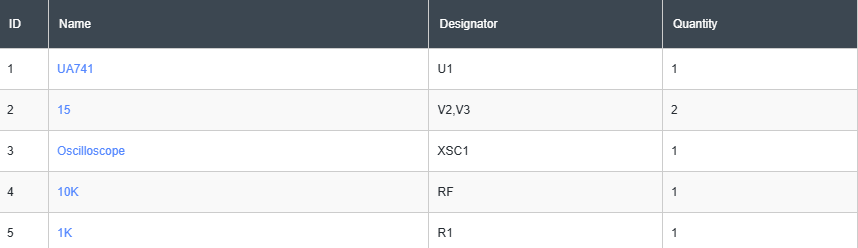 ID Name Designator Quantity
1 UA741 U1 1
2 15 V2,V3 2
3 Oscilloscope XSC1 1
4 10K RF 1
5 1K R1 1